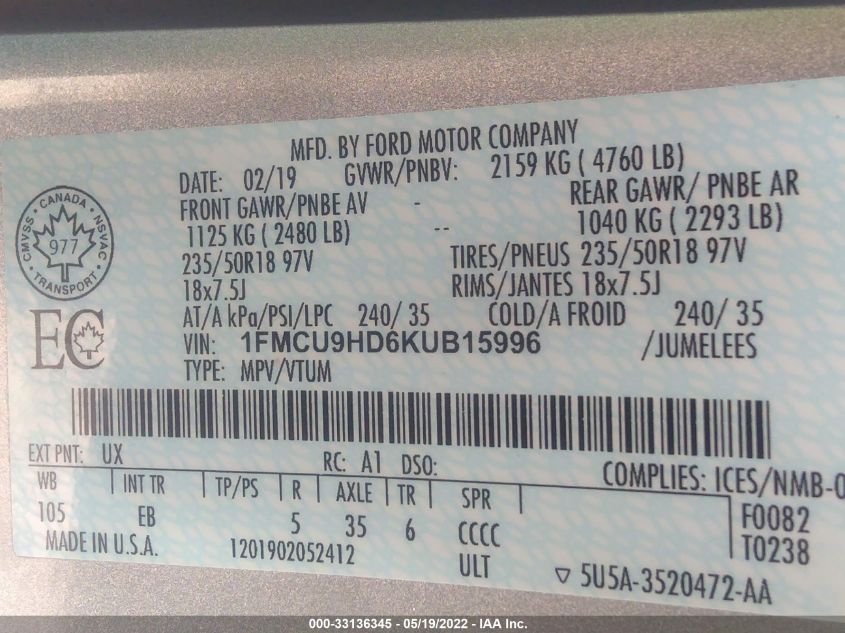 MFD. BY FORD MOTOR COMPANY
DATE: 02/19 GVWR/PNBV: 2159 KG ( 4760 LB)
FRONT GAWR/PNBE AV - REAR GAWR/ PNBE AR
1125 KG ( 2480 LB) -- 1040 KG ( 2293 LB)
235/50R18 97V TIRES/PNEUS 235/50R18 97V
18x7.5J RIMS/JANTES 18x7.5J
AT/A kPa/PSI/LPC 240/ 35 COLD/A FROID 240/ 35
VIN: 1FMCU9HD6KUB15996 /JUMELEES
TYPE: MPV/VTUM
CMVSS • CANADA • NSVAC • TRANSPORT •
977
EC
EXT PNT: UX RC: A1 DSO: COMPLIES: ICES/NMB-0
WB INT TR TP/PS R AXLE TR SPR F0082
105 EB 5 35 6 CCCC T0238
MADE IN U.S.A. 1201902052412 ULT 5U5A-3520472-AA
000-33136345 / 05/19/2022 - IAA Inc.